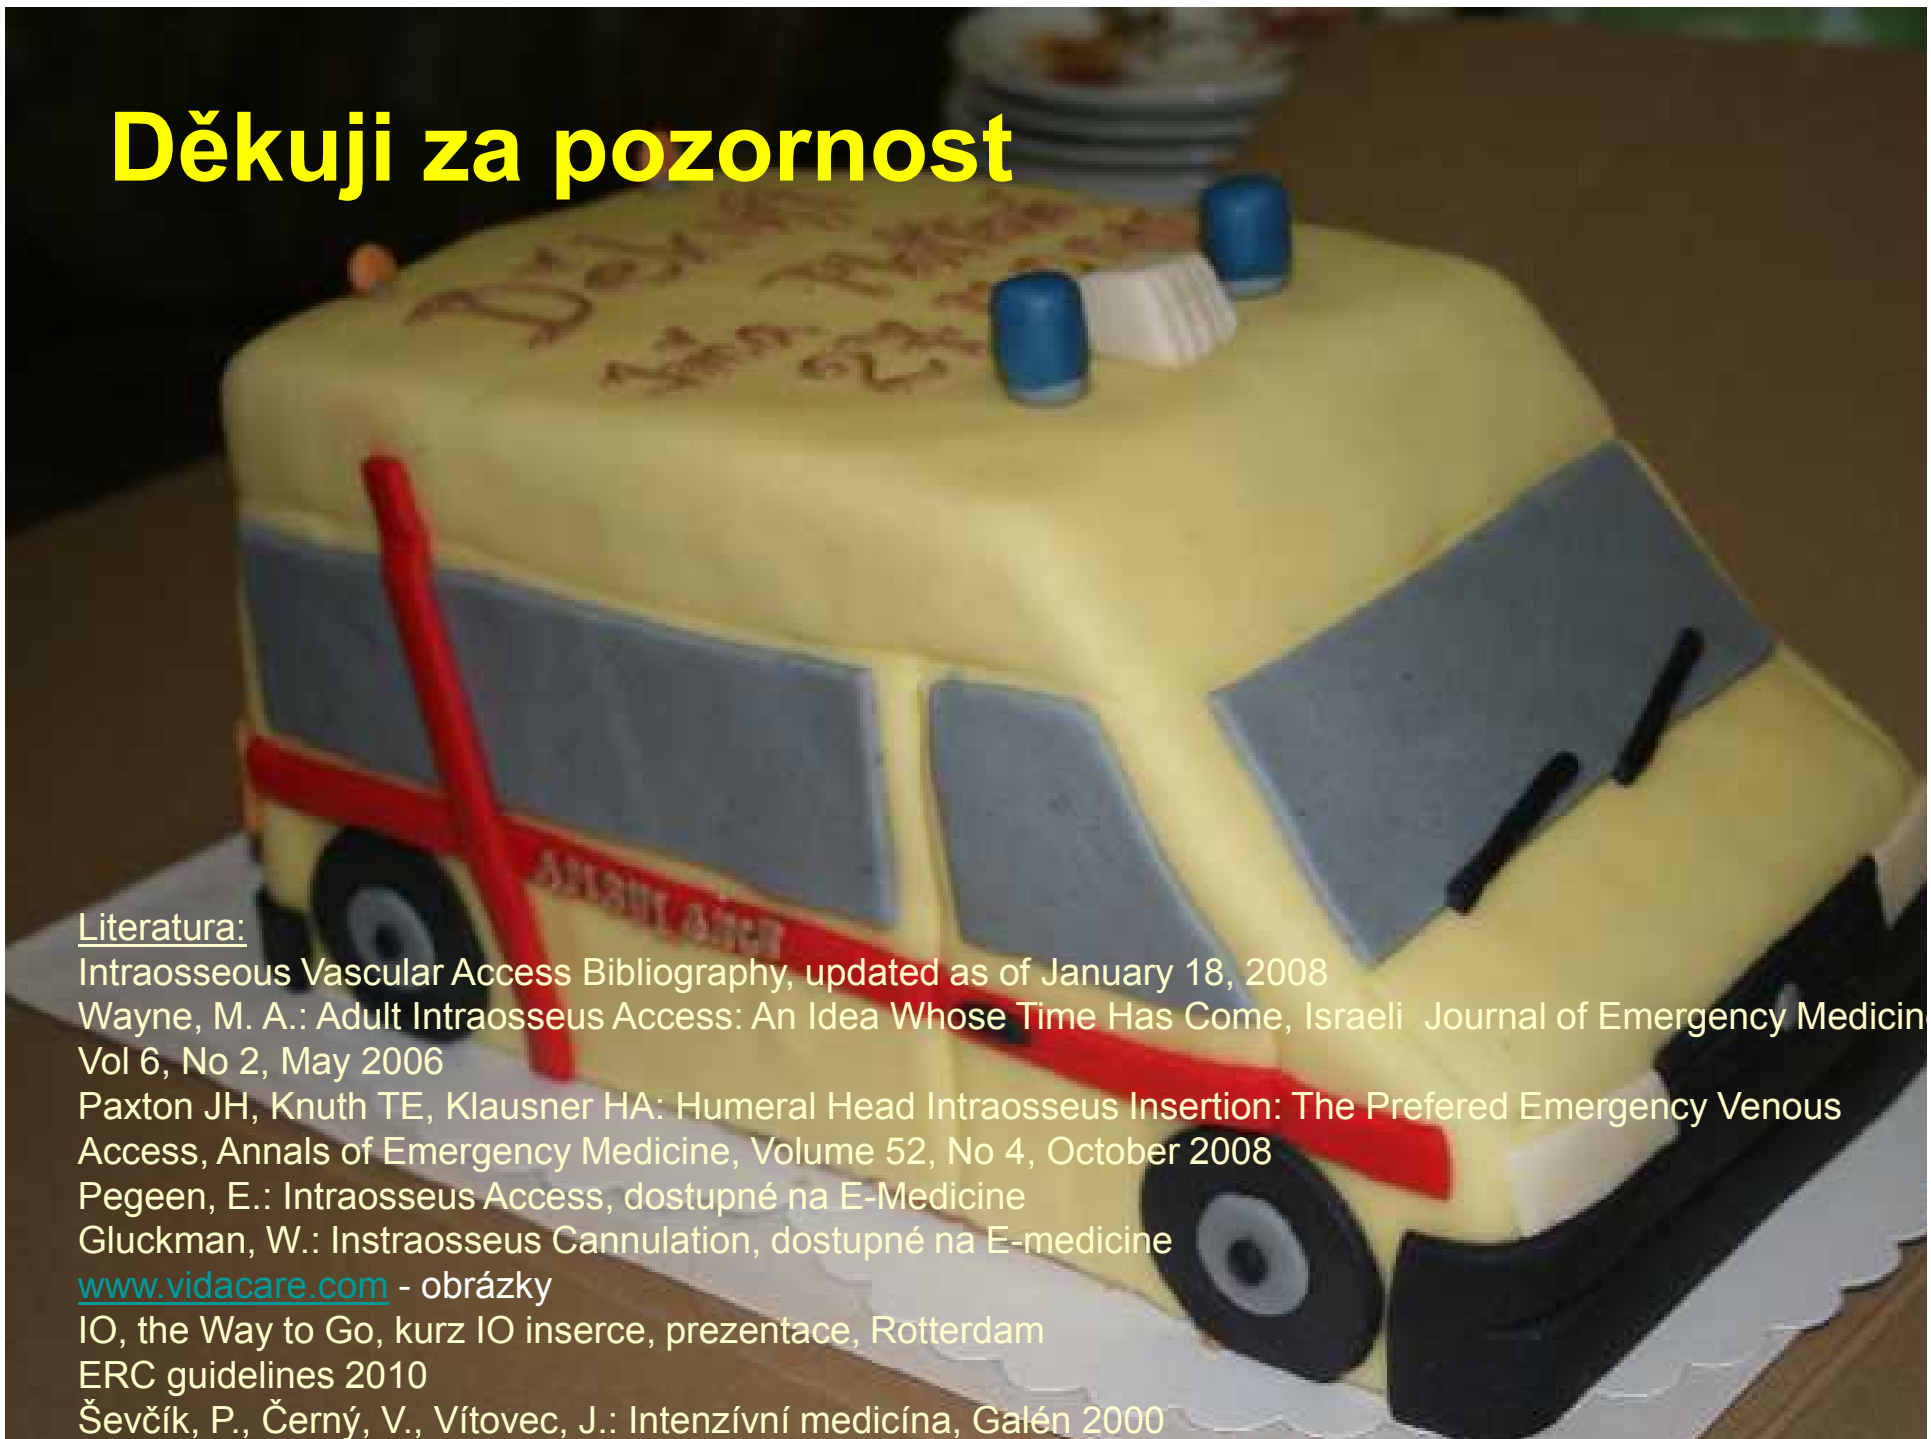 Děkuji za pozornost
AMBULANCE
Literatura:
Intraosseous Vascular Access Bibliography, updated as of January 18, 2008
Wayne, M. A.: Adult Intraosseus Access: An Idea Whose Time Has Come, Israeli Journal of Emergency Medicine
Vol 6, No 2, May 2006
Paxton JH, Knuth TE, Klausner HA: Humeral Head Intraosseus Insertion: The Prefered Emergency Venous
Access, Annals of Emergency Medicine, Volume 52, No 4, October 2008
Pegeen, E.: Intraosseus Access, dostupné na E-Medicine
Gluckman, W.: Instraosseus Cannulation, dostupné na E-medicine
www.vidacare.com - obrázky
IO, the Way to Go, kurz IO inserce, prezentace, Rotterdam
ERC guidelines 2010
Ševčík, P., Černý, V., Vítovec, J.: Intenzívní medicína, Galén 2000